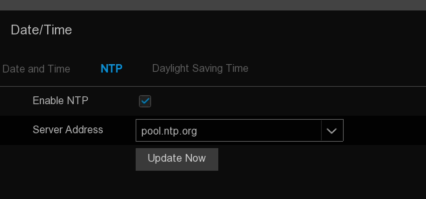 Date/Time
Date and Time NTP Daylight Saving Time
Enable NTP
Server Address pool.ntp.org
Update Now